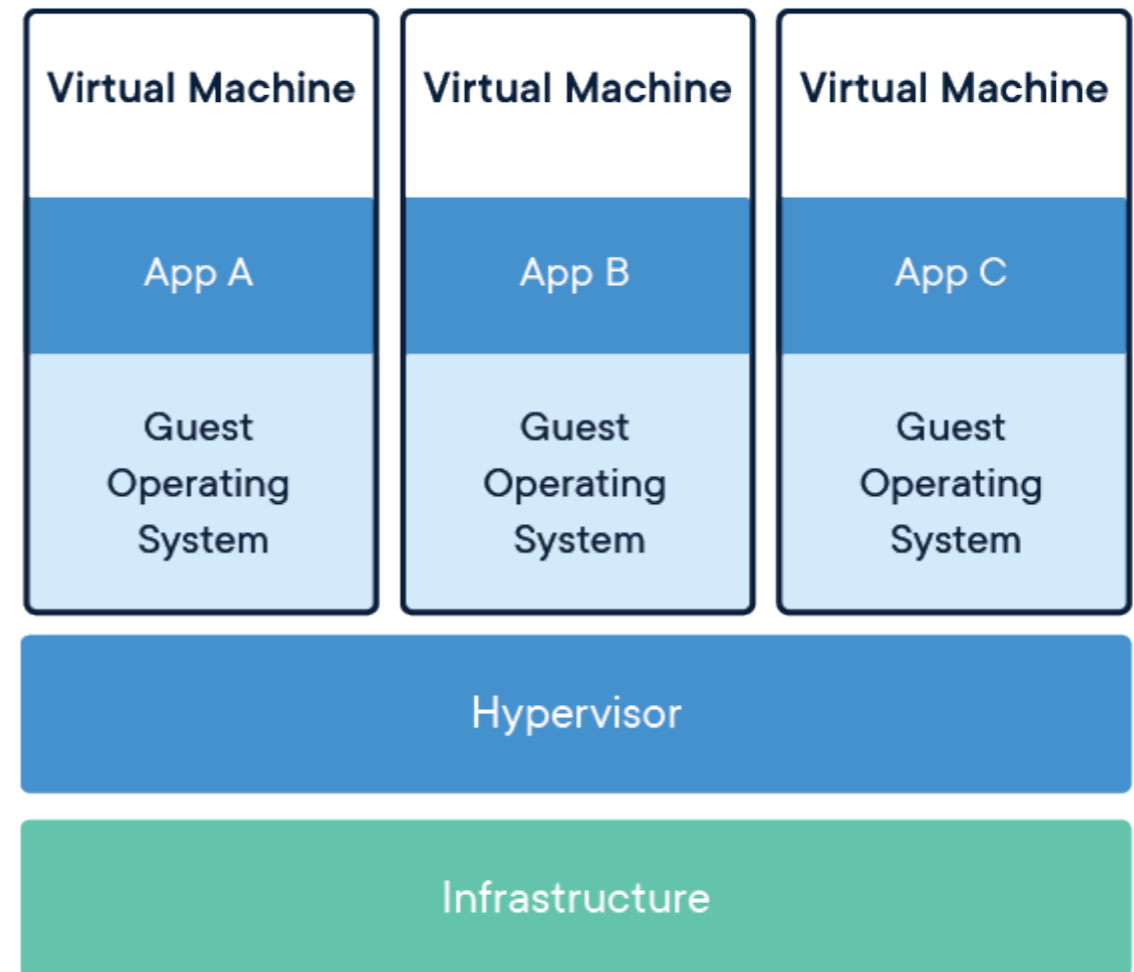 Virtual Machine
Virtual Machine
Virtual Machine
App A
App B
App C
Guest
Operating
System
Guest
Operating
System
Guest
Operating
System
Hypervisor
Infrastructure